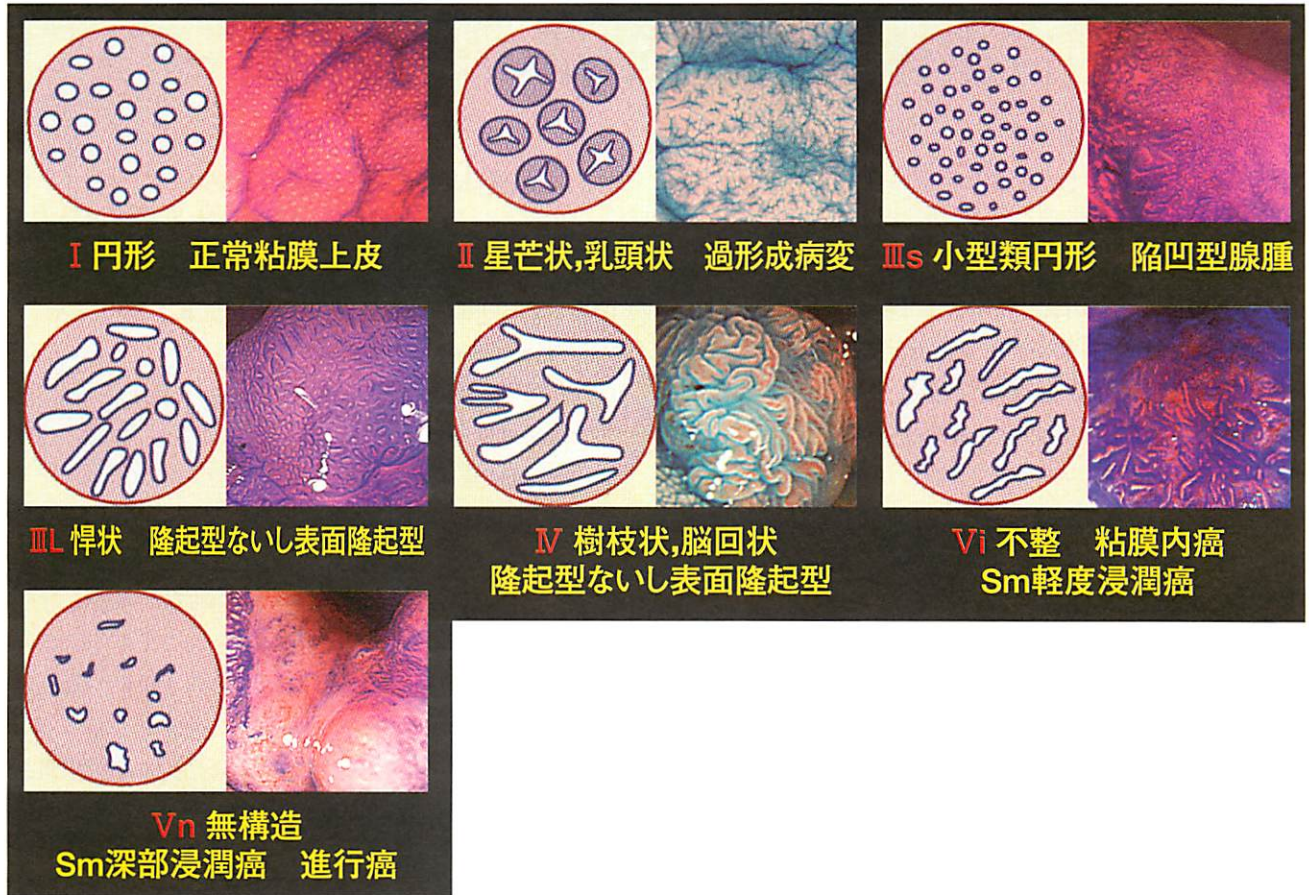 Ⅰ 円形　正常粘膜上皮
Ⅱ 星芒状,乳頭状　過形成病変
Ⅲs 小型類円形　陥凹型腺腫
ⅢL 悍状　隆起型ないし表面隆起型
Ⅳ 樹枝状,脳回状
隆起型ないし表面隆起型
Ⅴi 不整　粘膜内癌
Sm軽度浸潤癌
Ⅴn 無構造
Sm深部浸潤癌　進行癌